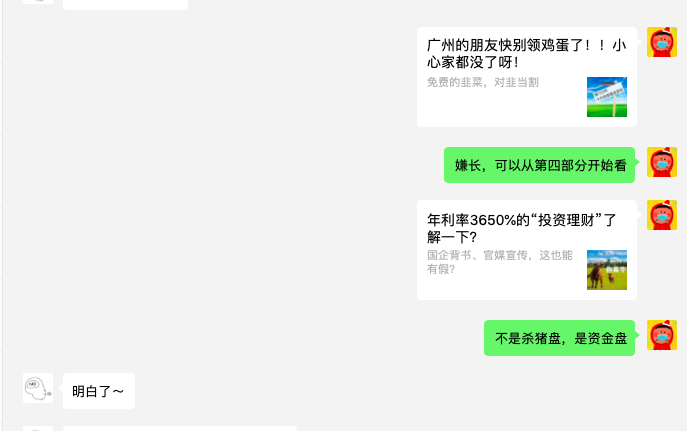 广州的朋友快别领鸡蛋了！！小
心家都没了呀！
免费的韭菜，对韭当割
嫌长，可以从第四部分开始看
年利率3650%的“投资理财”了
解一下？
国企背书、官媒宣传，这也能
有假？
不是杀猪盘，是资金盘
明白了～